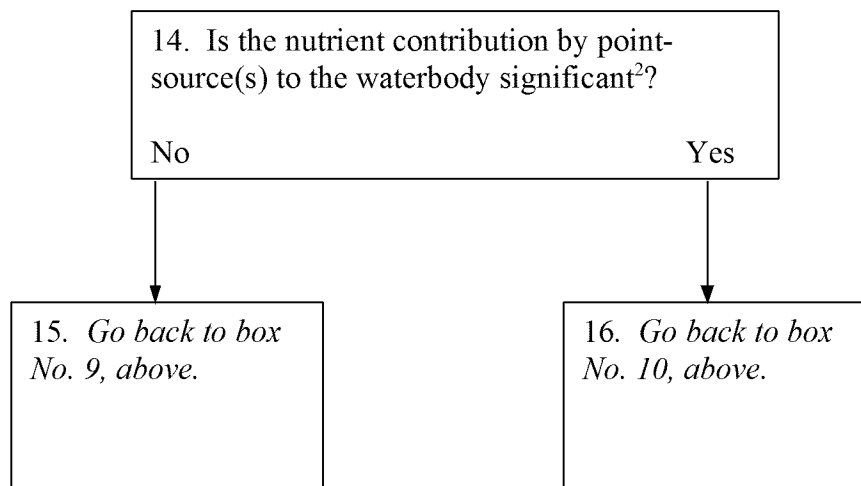 14. Is the nutrient contribution by point-
source(s) to the waterbody significant²?
No Yes
15. Go back to box
No. 9, above.
16. Go back to box
No. 10, above.